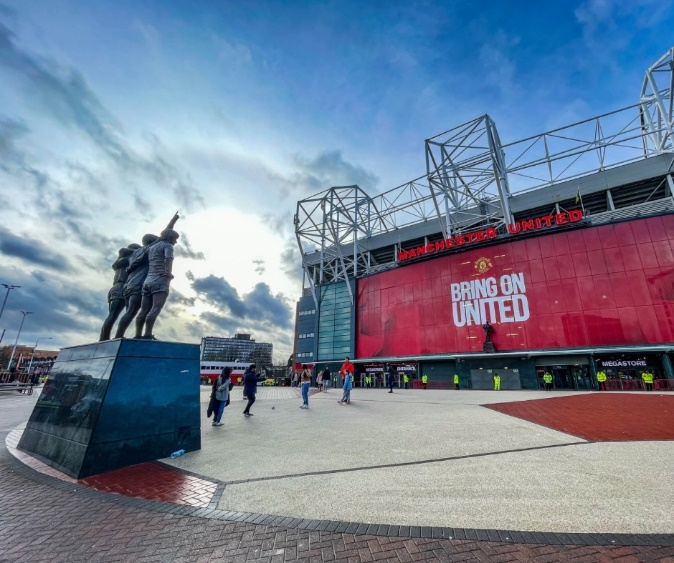 MANCHESTER UNITED
BRING ON
UNITED
MEGASTORE